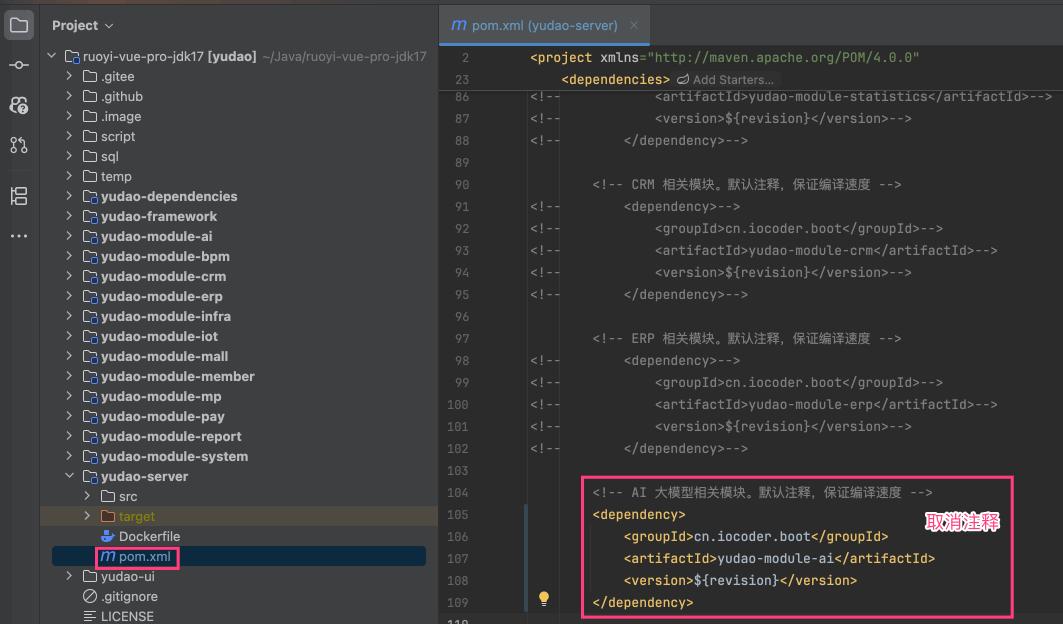 Project
ruoyi-vue-pro-jdk17 [yudao] ~/Java/ruoyi-vue-pro-jdk17
.gitee
.github
.image
script
sql
temp
yudao-dependencies
yudao-framework
yudao-module-ai
yudao-module-bpm
yudao-module-crm
yudao-module-erp
yudao-module-infra
yudao-module-iot
yudao-module-mall
yudao-module-member
yudao-module-mp
yudao-module-pay
yudao-module-report
yudao-module-system
yudao-server
src
target
Dockerfile
pom.xml
yudao-ui
.gitignore
LICENSE
pom.xml (yudao-server)
2 <project xmlns="http://maven.apache.org/POM/4.0.0"
23 <dependencies> Add Starters...
86 <!-- <artifactId>yudao-module-statistics</artifactId>-->
87 <!-- <version>${revision}</version>-->
88 <!-- </dependency>-->
89
90 <!-- CRM 相关模块。默认注释，保证编译速度 -->
91 <!-- <dependency>-->
92 <!-- <groupId>cn.iocoder.boot</groupId>-->
93 <!-- <artifactId>yudao-module-crm</artifactId>-->
94 <!-- <version>${revision}</version>-->
95 <!-- </dependency>-->
96
97 <!-- ERP 相关模块。默认注释，保证编译速度 -->
98 <!-- <dependency>-->
99 <!-- <groupId>cn.iocoder.boot</groupId>-->
100 <!-- <artifactId>yudao-module-erp</artifactId>-->
101 <!-- <version>${revision}</version>-->
102 <!-- </dependency>-->
103
104 <!-- AI 大模型相关模块。默认注释，保证编译速度 -->
105 <dependency>
取消注释
106 <groupId>cn.iocoder.boot</groupId>
107 <artifactId>yudao-module-ai</artifactId>
108 <version>${revision}</version>
109 </dependency>
110